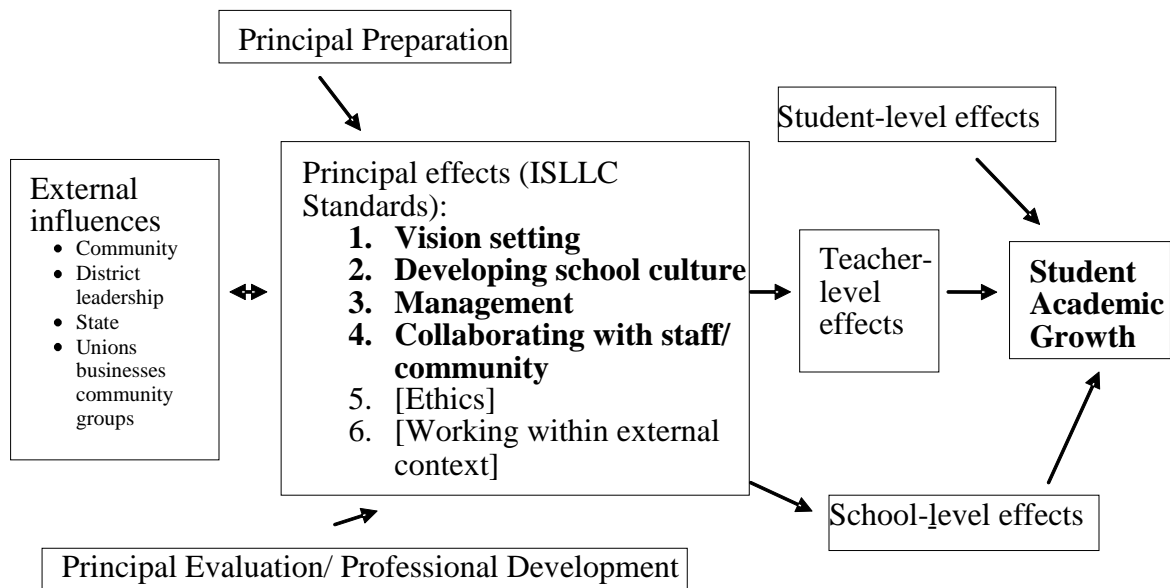 Principal Preparation
Student-level effects
External
influences
• Community
• District
leadership
• State
• Unions
businesses
community
groups
Principal effects (ISLLC
Standards):
1. Vision setting
2. Developing school culture
3. Management
4. Collaborating with staff/
community
5. [Ethics]
6. [Working within external
context]
Teacher-
level
effects
Student
Academic
Growth
School-level effects
Principal Evaluation/ Professional Development